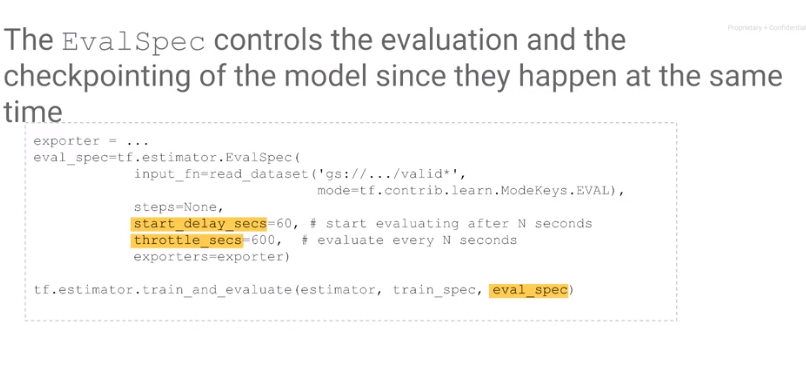 Proprietary + Confidential
The EvalSpec controls the evaluation and the
checkpointing of the model since they happen at the same
time
exporter = ...
eval_spec=tf.estimator.EvalSpec(
input_fn=read_dataset('gs://.../valid*',
mode=tf.contrib.learn.ModeKeys.EVAL),
steps=None,
start_delay_secs=60, # start evaluating after N seconds
throttle_secs=600, # evaluate every N seconds
exporters=exporter)
tf.estimator.train_and_evaluate(estimator, train_spec, eval_spec)